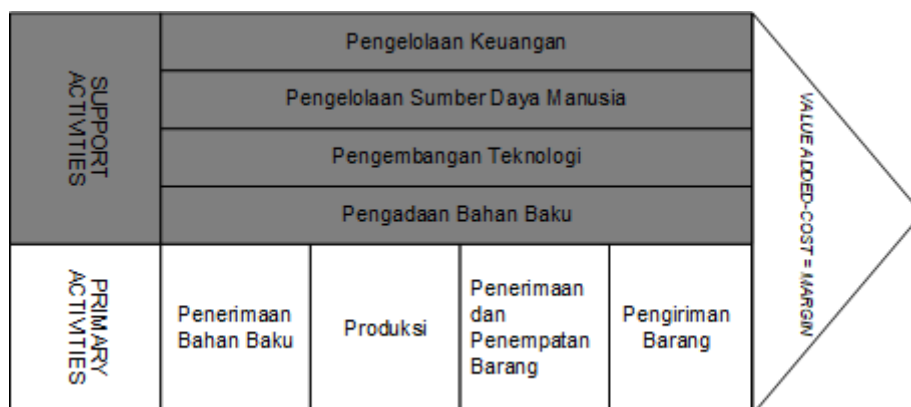 SUPPORT
ACTIVITIES
Pengelolaan Keuangan
Pengelolaan Sumber Daya Manusia
Pengembangan Teknologi
Pengadaan Bahan Baku
PRIMARY
ACTIVITIES
Penerimaan
Bahan Baku
Produksi
Penerimaan
dan
Penempatan
Barang
Pengiriman
Barang
VALUE ADDED-COST = MARGIN